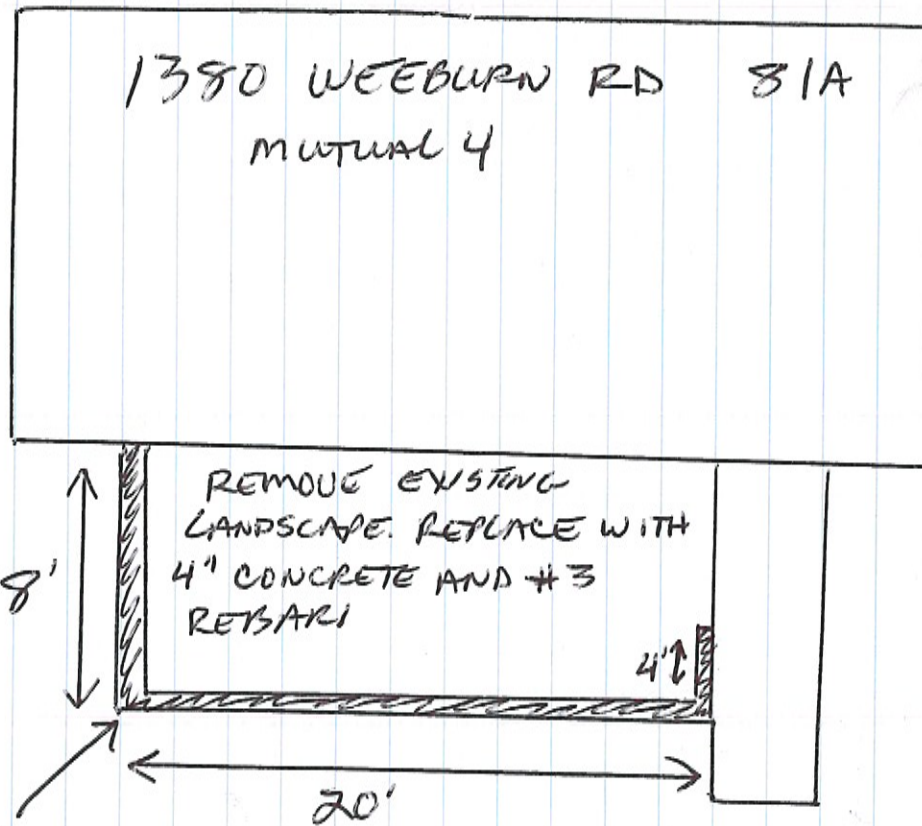 1380 WEEBURN RD 81A
MUTUAL 4
REMOVE EXISTING
LANDSCAPE. REPLACE WITH
4" CONCRETE AND #3
REBAR
8'
4'
20'